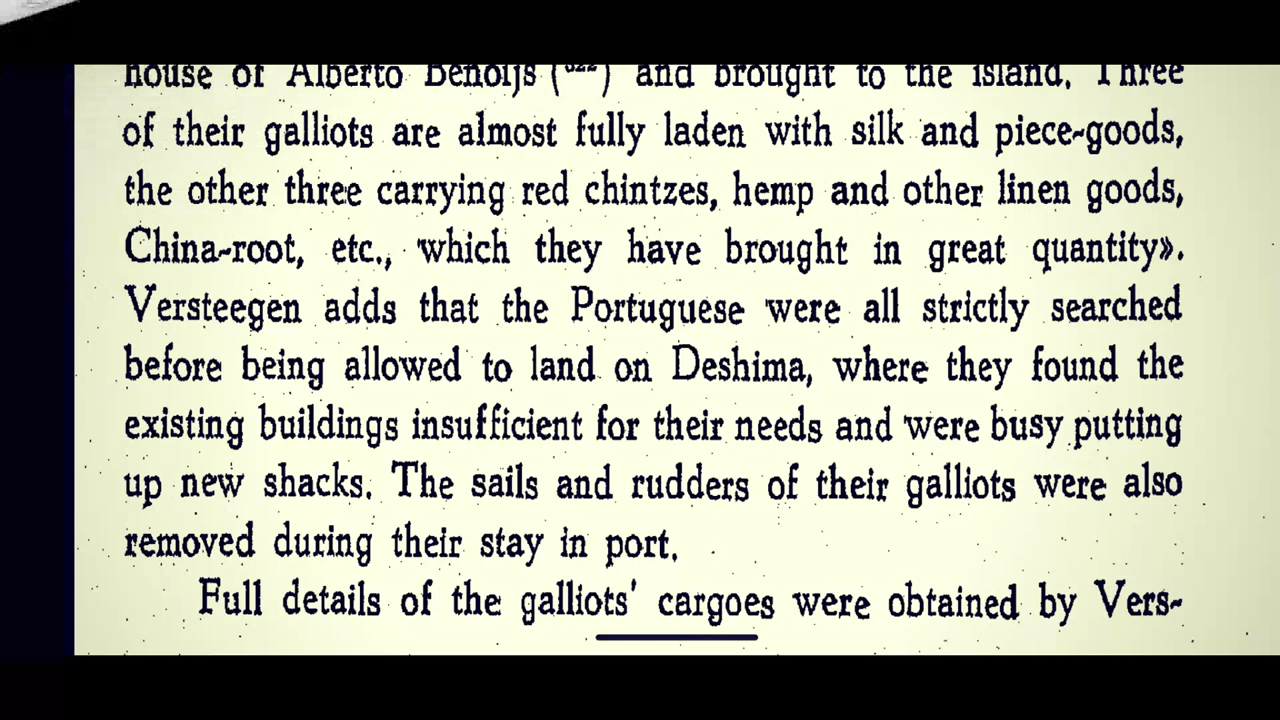 house of Alberto Benoijs (³²²) and brought to the island. Three
of their galliots are almost fully laden with silk and piece-goods,
the other three carrying red chintzes, hemp and other linen goods,
China-root, etc., which they have brought in great quantity».
Versteegen adds that the Portuguese were all strictly searched
before being allowed to land on Deshima, where they found the
existing buildings insufficient for their needs and were busy putting
up new shacks. The sails and rudders of their galliots were also
removed during their stay in port.
Full details of the galliots' cargoes were obtained by Vers-